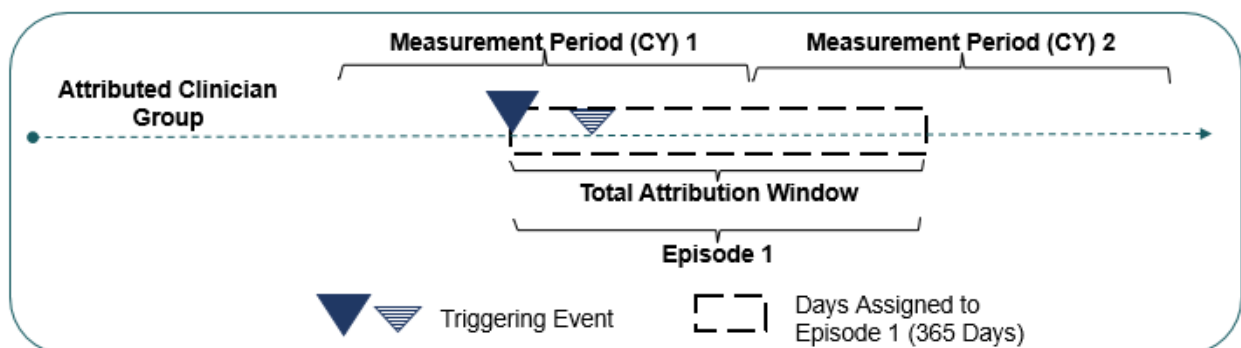 Measurement Period (CY) 1
Measurement Period (CY) 2
Attributed Clinician
Group
Total Attribution Window
Episode 1
Triggering Event
Days Assigned to
Episode 1 (365 Days)